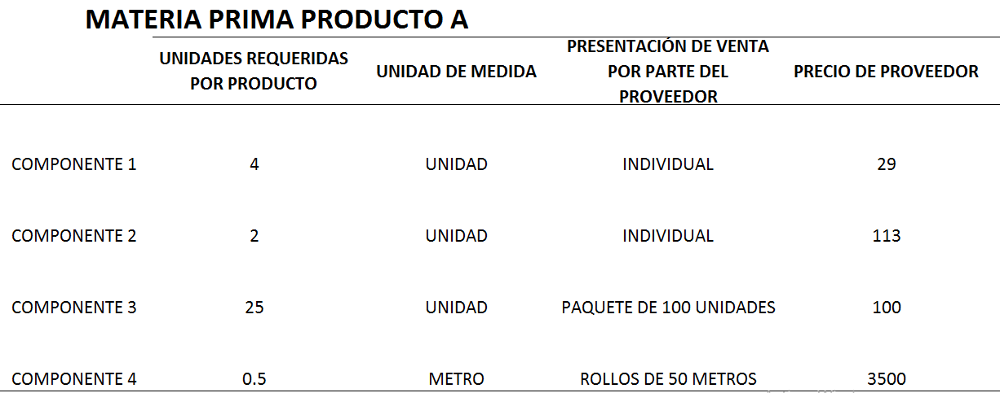 MATERIA PRIMA PRODUCTO A
UNIDADES REQUERIDAS POR PRODUCTO UNIDAD DE MEDIDA PRESENTACIÓN DE VENTA POR PARTE DEL PROVEEDOR PRECIO DE PROVEEDOR
COMPONENTE 1 4 UNIDAD INDIVIDUAL 29
COMPONENTE 2 2 UNIDAD INDIVIDUAL 113
COMPONENTE 3 25 UNIDAD PAQUETE DE 100 UNIDADES 100
COMPONENTE 4 0.5 METRO ROLLOS DE 50 METROS 3500